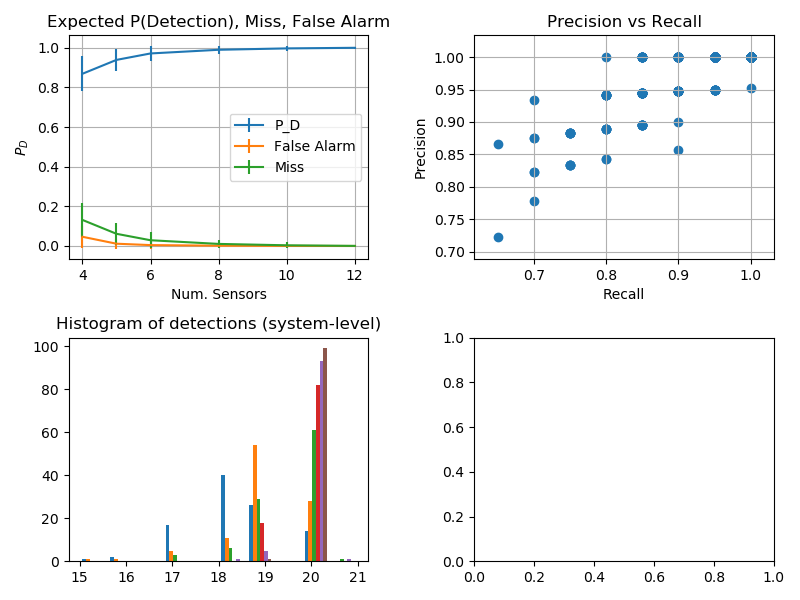 Expected P(Detection), Miss, False Alarm
1.0
0.8
0.6
0.4
0.2
0.0
P_D
P_D
False Alarm
Miss
4 6 8 10 12
Num. Sensors
Precision vs Recall
1.00
0.95
0.90
0.85
0.80
0.75
0.70
Precision
0.7 0.8 0.9 1.0
Recall
Histogram of detections (system-level)
100
80
60
40
20
0
15 16 17 18 19 20 21
1.0
0.8
0.6
0.4
0.2
0.0
0.0 0.2 0.4 0.6 0.8 1.0